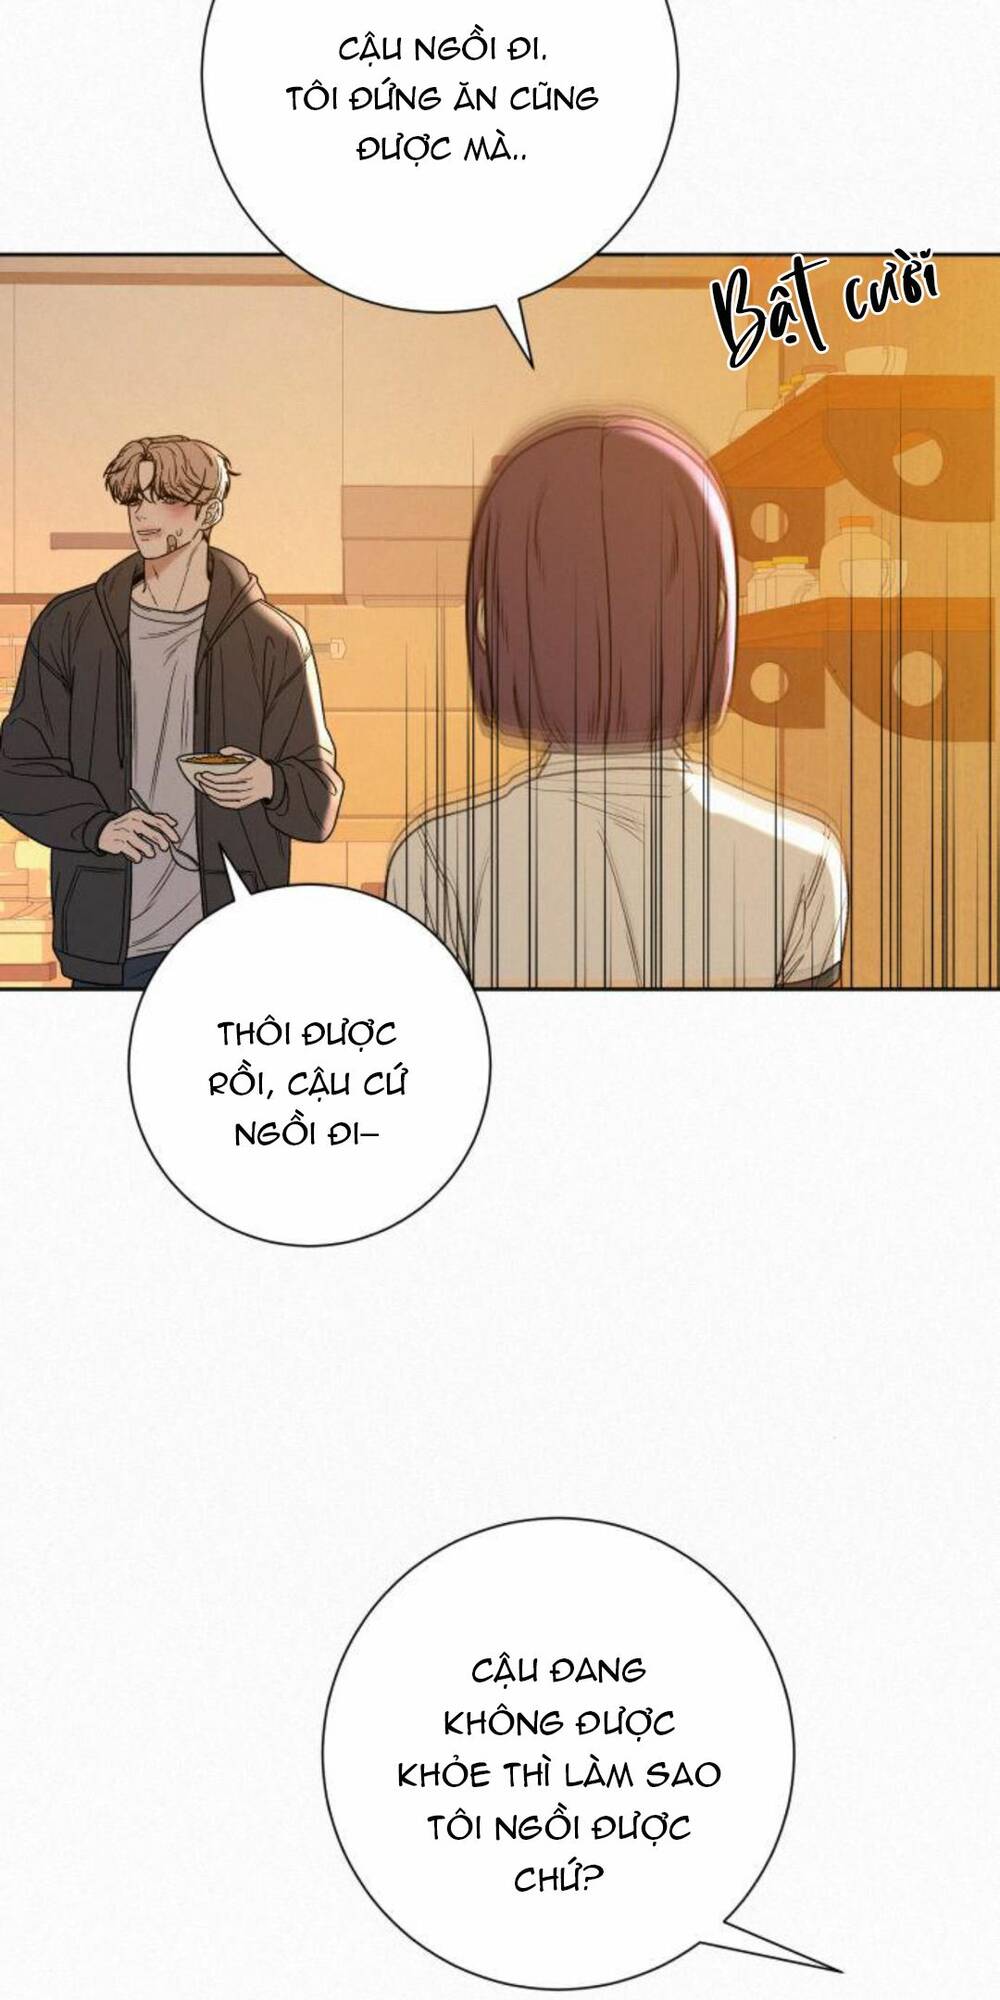 CẬU NGỒI ĐI.
TÔI ĐỨNG ĂN CŨNG
ĐƯỢC MÀ..
Bật cười
THÔI ĐƯỢC
RỒI, CẬU CỨ
NGỒI ĐI–
CẬU ĐANG
KHÔNG ĐƯỢC
KHỎE THÌ LÀM SAO
TÔI NGỒI ĐƯỢC
CHỨ?